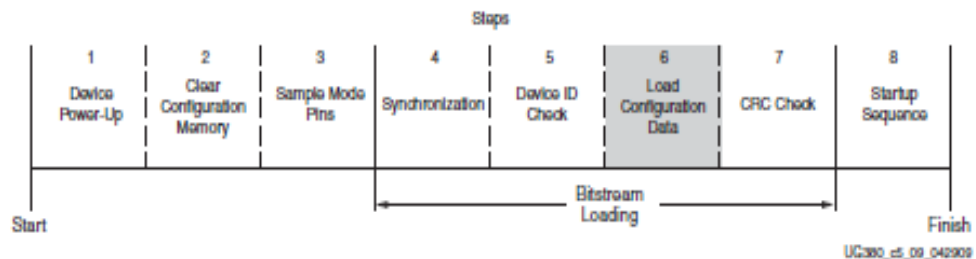 Steps
1
Device
Power-Up
2
Clear
Configuration
Memory
3
Sample Mode
Pins
4
Synchronization
5
Device ID
Check
6
Load
Configuration
Data
7
CRC Check
8
Startup
Sequence
Bitstream
Loading
Start
Finish
UG380_c5_09_042909